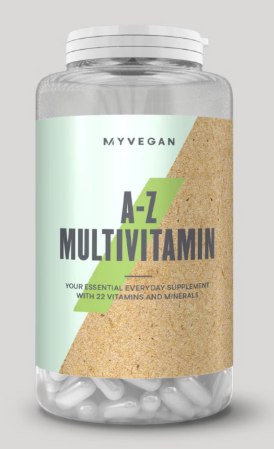 MYVEGAN
A-Z
MULTIVITAMIN
YOUR ESSENTIAL EVERYDAY SUPPLEMENT
WITH 22 VITAMINS AND MINERALS